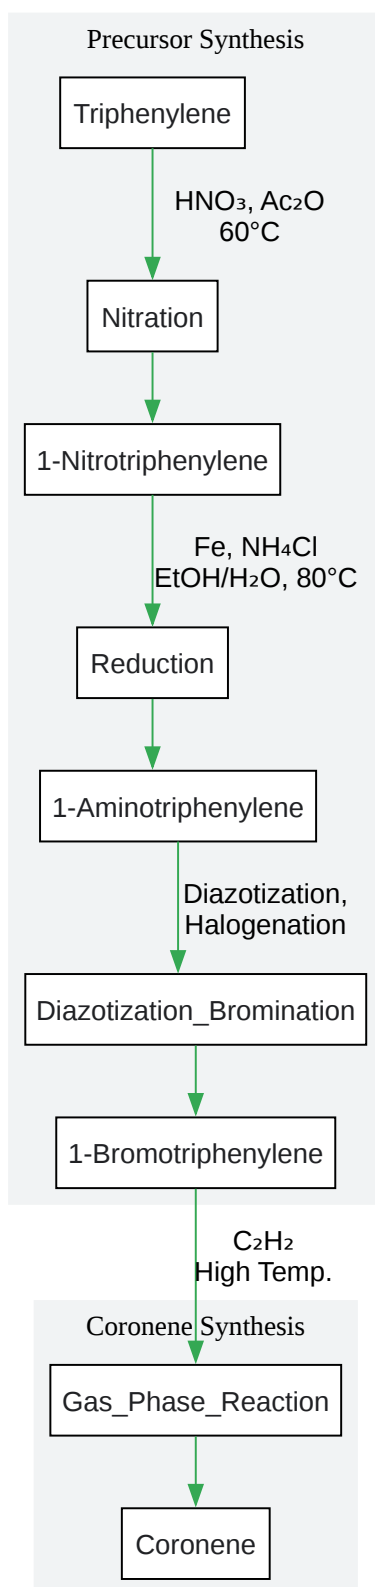 Precursor Synthesis
Triphenylene
HNO₃, Ac₂O
60°C
Nitration
1-Nitrotriphenylene
Fe, NH₄Cl
EtOH/H₂O, 80°C
Reduction
1-Aminotriphenylene
Diazotization,
Halogenation
Diazotization_Bromination
1-Bromotriphenylene
C₂H₂
High Temp.
Coronene Synthesis
Gas_Phase_Reaction
Coronene